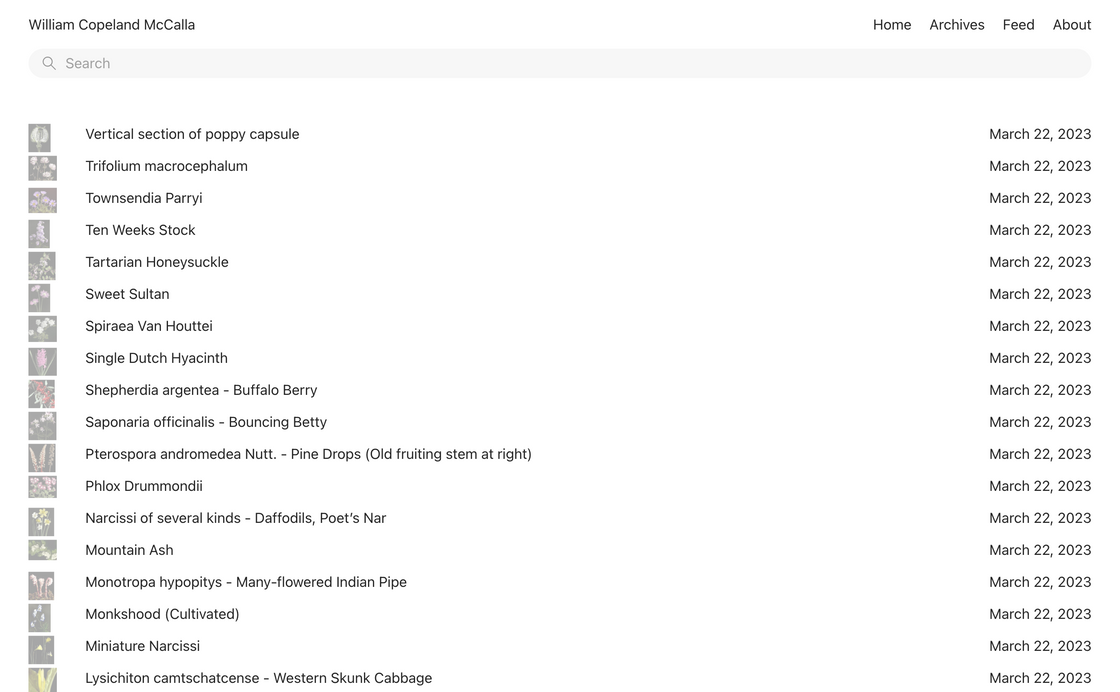 William Copeland McCalla
Home Archives Feed About
Search
Vertical section of poppy capsule March 22, 2023
Trifolium macrocephalum March 22, 2023
Townsendia Parryi March 22, 2023
Ten Weeks Stock March 22, 2023
Tartarian Honeysuckle March 22, 2023
Sweet Sultan March 22, 2023
Spiraea Van Houttei March 22, 2023
Single Dutch Hyacinth March 22, 2023
Shepherdia argentea - Buffalo Berry March 22, 2023
Saponaria officinalis - Bouncing Betty March 22, 2023
Pterospora andromedea Nutt. - Pine Drops (Old fruiting stem at right) March 22, 2023
Phlox Drummondii March 22, 2023
Narcissi of several kinds - Daffodils, Poet’s Nar March 22, 2023
Mountain Ash March 22, 2023
Monotropa hypopitys - Many-flowered Indian Pipe March 22, 2023
Monkshood (Cultivated) March 22, 2023
Miniature Narcissi March 22, 2023
Lysichiton camtschatcense - Western Skunk Cabbage March 22, 2023